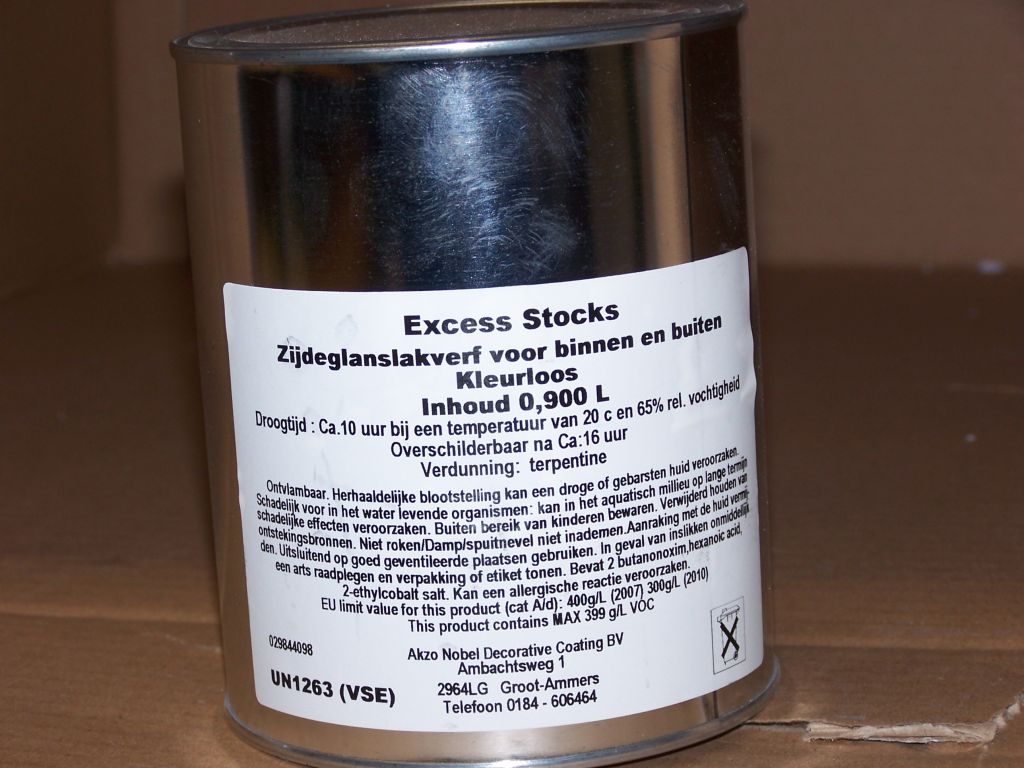 Excess Stocks
Zijdeglanslakverf voor binnen en buiten
Kleurloos
Inhoud 0,900 L
Droogtijd : Ca.10 uur bij een temperatuur van 20 c en 65% rel. vochtigheid
Overschilderbaar na Ca:16 uur
Verdunning: terpentine
Ontvlambaar. Herhaaldelijke blootstelling kan een droge of gebarsten huid veroorzaken.
Schadelijk voor in het water levende organismen: kan in het aquatisch milieu op lange termijn
schadelijke effecten veroorzaken. Buiten bereik van kinderen bewaren. Verwijderd houden van
ontstekingsbronnen. Niet roken/Damp/spuitnevel niet inademen.Aanraking met de huid vermij-
den. Uitsluitend op goed geventileerde plaatsen gebruiken. In geval van inslikken onmiddellijk
een arts raadplegen en verpakking of etiket tonen. Bevat 2 butanonoxim,hexanoic acid,
2-ethylcobalt salt. Kan een allergische reactie veroorzaken.
EU limit value for this product (cat A/d): 400g/L (2007) 300g/L (2010)
This product contains MAX 399 g/L VOC
029844098
Akzo Nobel Decorative Coating BV
Ambachtsweg 1
UN1263 (VSE)
2964LG Groot-Ammers
Telefoon 0184 - 606464